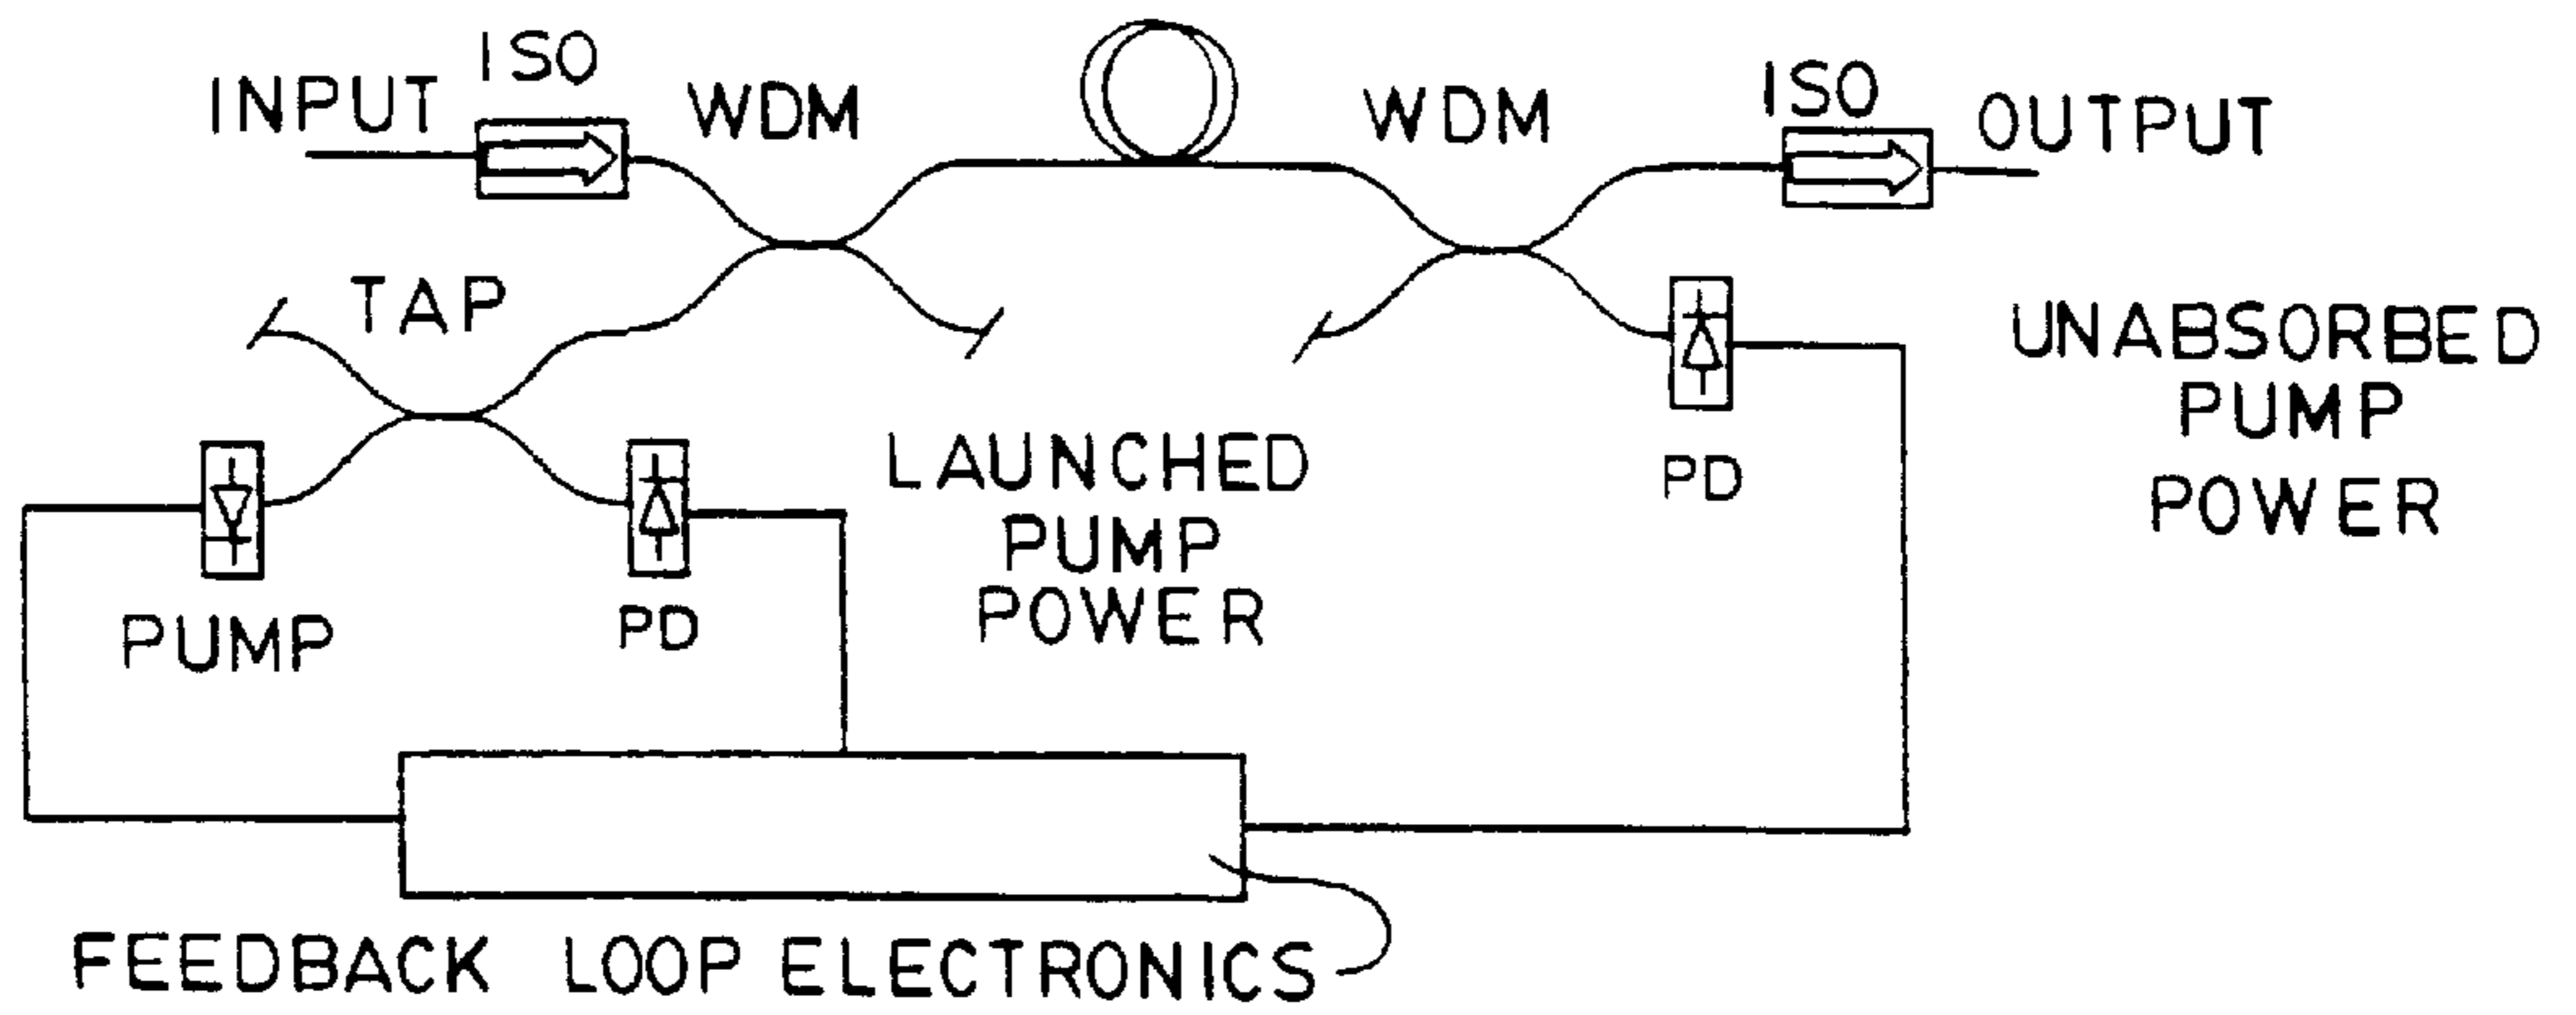 INPUT
ISO
WDM
WDM
ISO
OUTPUT
TAP
UNABSORBED
PUMP
POWER
LAUNCHED
PUMP
POWER
PD
PUMP
PD
FEEDBACK LOOP ELECTRONICS